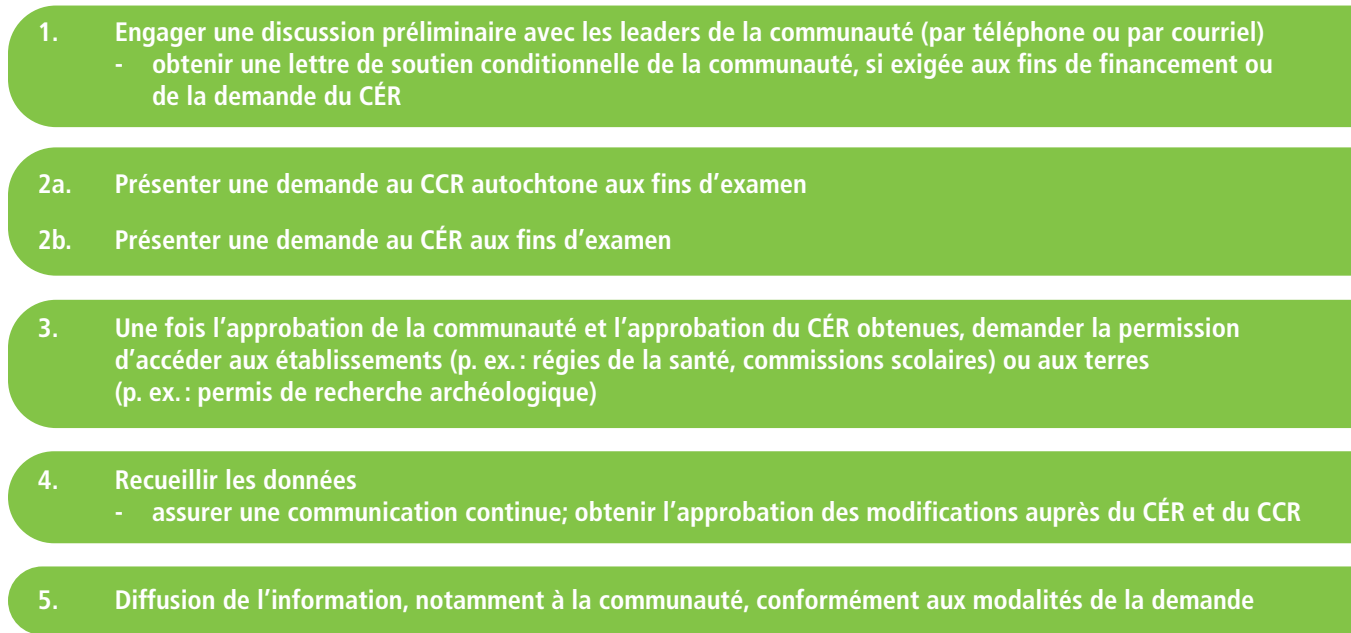 1. Engager une discussion préliminaire avec les leaders de la communauté (par téléphone ou par courriel)
- obtenir une lettre de soutien conditionnelle de la communauté, si exigée aux fins de financement ou
de la demande du CÉR
2a. Présenter une demande au CCR autochtone aux fins d’examen
2b. Présenter une demande au CÉR aux fins d’examen
3. Une fois l’approbation de la communauté et l’approbation du CÉR obtenues, demander la permission
d’accéder aux établissements (p. ex. : régies de la santé, commissions scolaires) ou aux terres
(p. ex. : permis de recherche archéologique)
4. Recueillir les données
- assurer une communication continue; obtenir l’approbation des modifications auprès du CÉR et du CCR
5. Diffusion de l’information, notamment à la communauté, conformément aux modalités de la demande